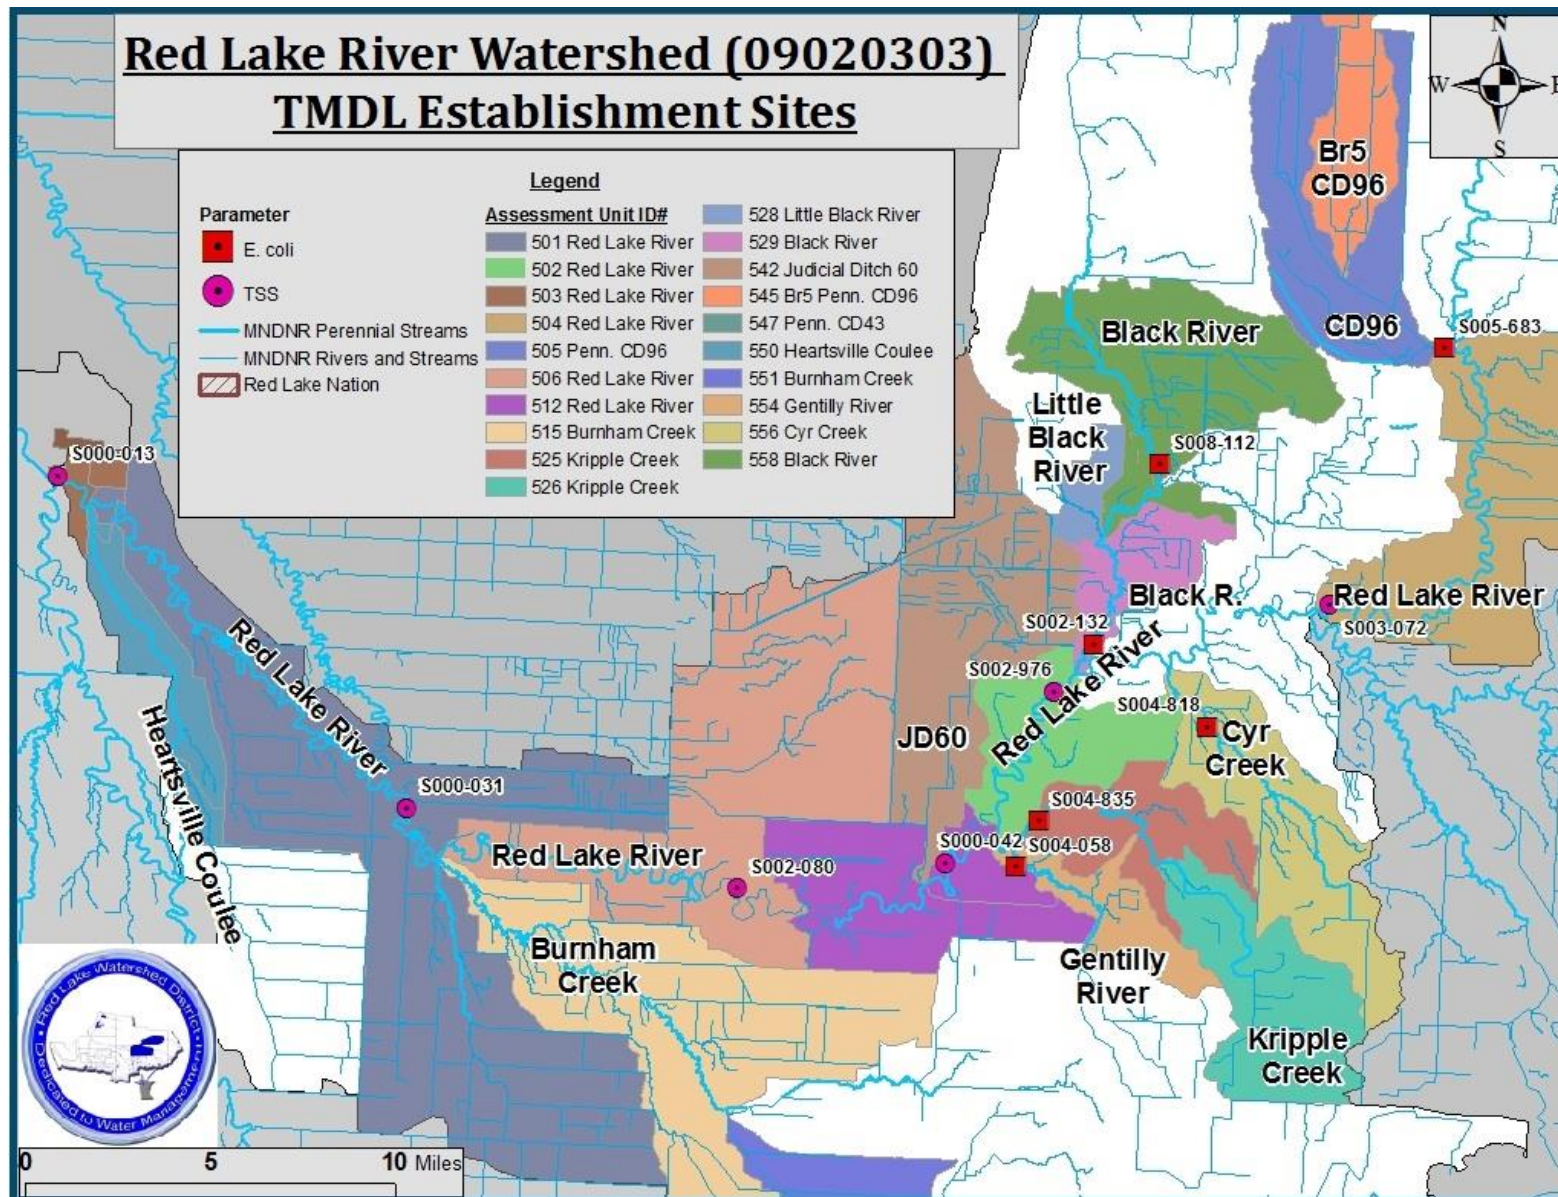 Red Lake River Watershed (09020303)
TMDL Establishment Sites
N
W
E
S
Legend
Parameter
E. coli
TSS
MNDNR Perennial Streams
MNDNR Rivers and Streams
Red Lake Nation
Assessment Unit ID#
501 Red Lake River
502 Red Lake River
503 Red Lake River
504 Red Lake River
505 Penn. CD96
506 Red Lake River
512 Red Lake River
515 Burnham Creek
525 Kripple Creek
526 Kripple Creek
528 Little Black River
529 Black River
542 Judicial Ditch 60
545 Br5 Penn. CD96
547 Penn. CD43
550 Heartsville Coulee
551 Burnham Creek
554 Gentilly River
556 Cyr Creek
558 Black River
Br5
CD96
CD96
S005-683
Black River
Little
Black
River
S008-112
S000-013
Black R.
Red Lake River
S003-072
S002-132
S002-976
Red Lake River
S004-818
Cyr
Creek
JD60
Red Lake River
Heartsville Coulee
S000-031
S004-835
S000-042
S004-058
Red Lake River
S002-080
Burnham
Creek
Gentilly
River
Kripple
Creek
Red Lake Watershed District
Dedicated to Water Management
0 5 10 Miles